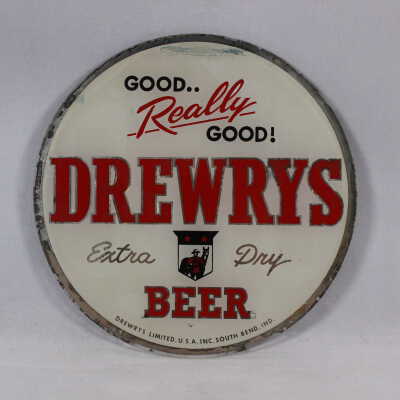 GOOD..
Really
GOOD!
DREWRYS
Extra Dry
BEER
DREWRYS LIMITED, U.S.A. INC. SOUTH BEND, IND.